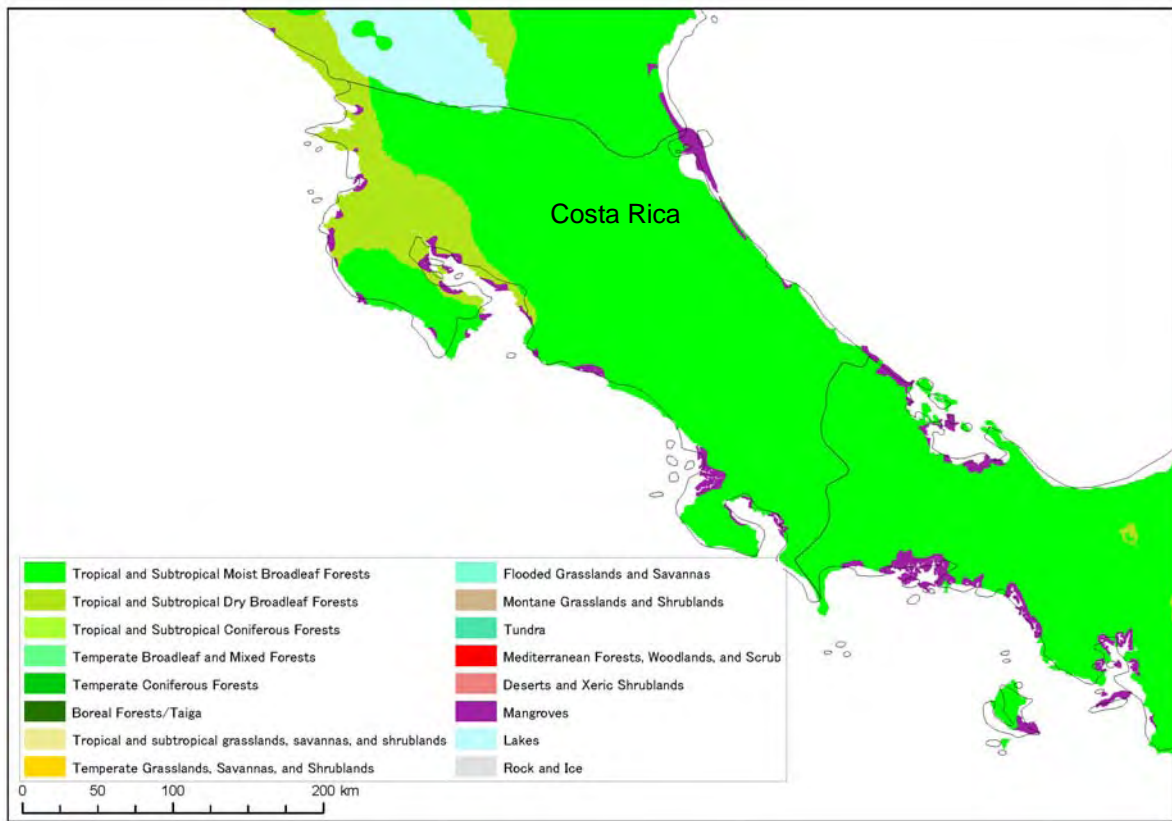 Costa Rica
Tropical and Subtropical Moist Broadleaf Forests
Tropical and Subtropical Dry Broadleaf Forests
Tropical and Subtropical Coniferous Forests
Temperate Broadleaf and Mixed Forests
Temperate Coniferous Forests
Boreal Forests/Taiga
Tropical and subtropical grasslands, savannas, and shrublands
Temperate Grasslands, Savannas, and Shrublands
Flooded Grasslands and Savannas
Montane Grasslands and Shrublands
Tundra
Mediterranean Forests, Woodlands, and Scrub
Deserts and Xeric Shrublands
Mangroves
Lakes
Rock and Ice
0 50 100 200 km